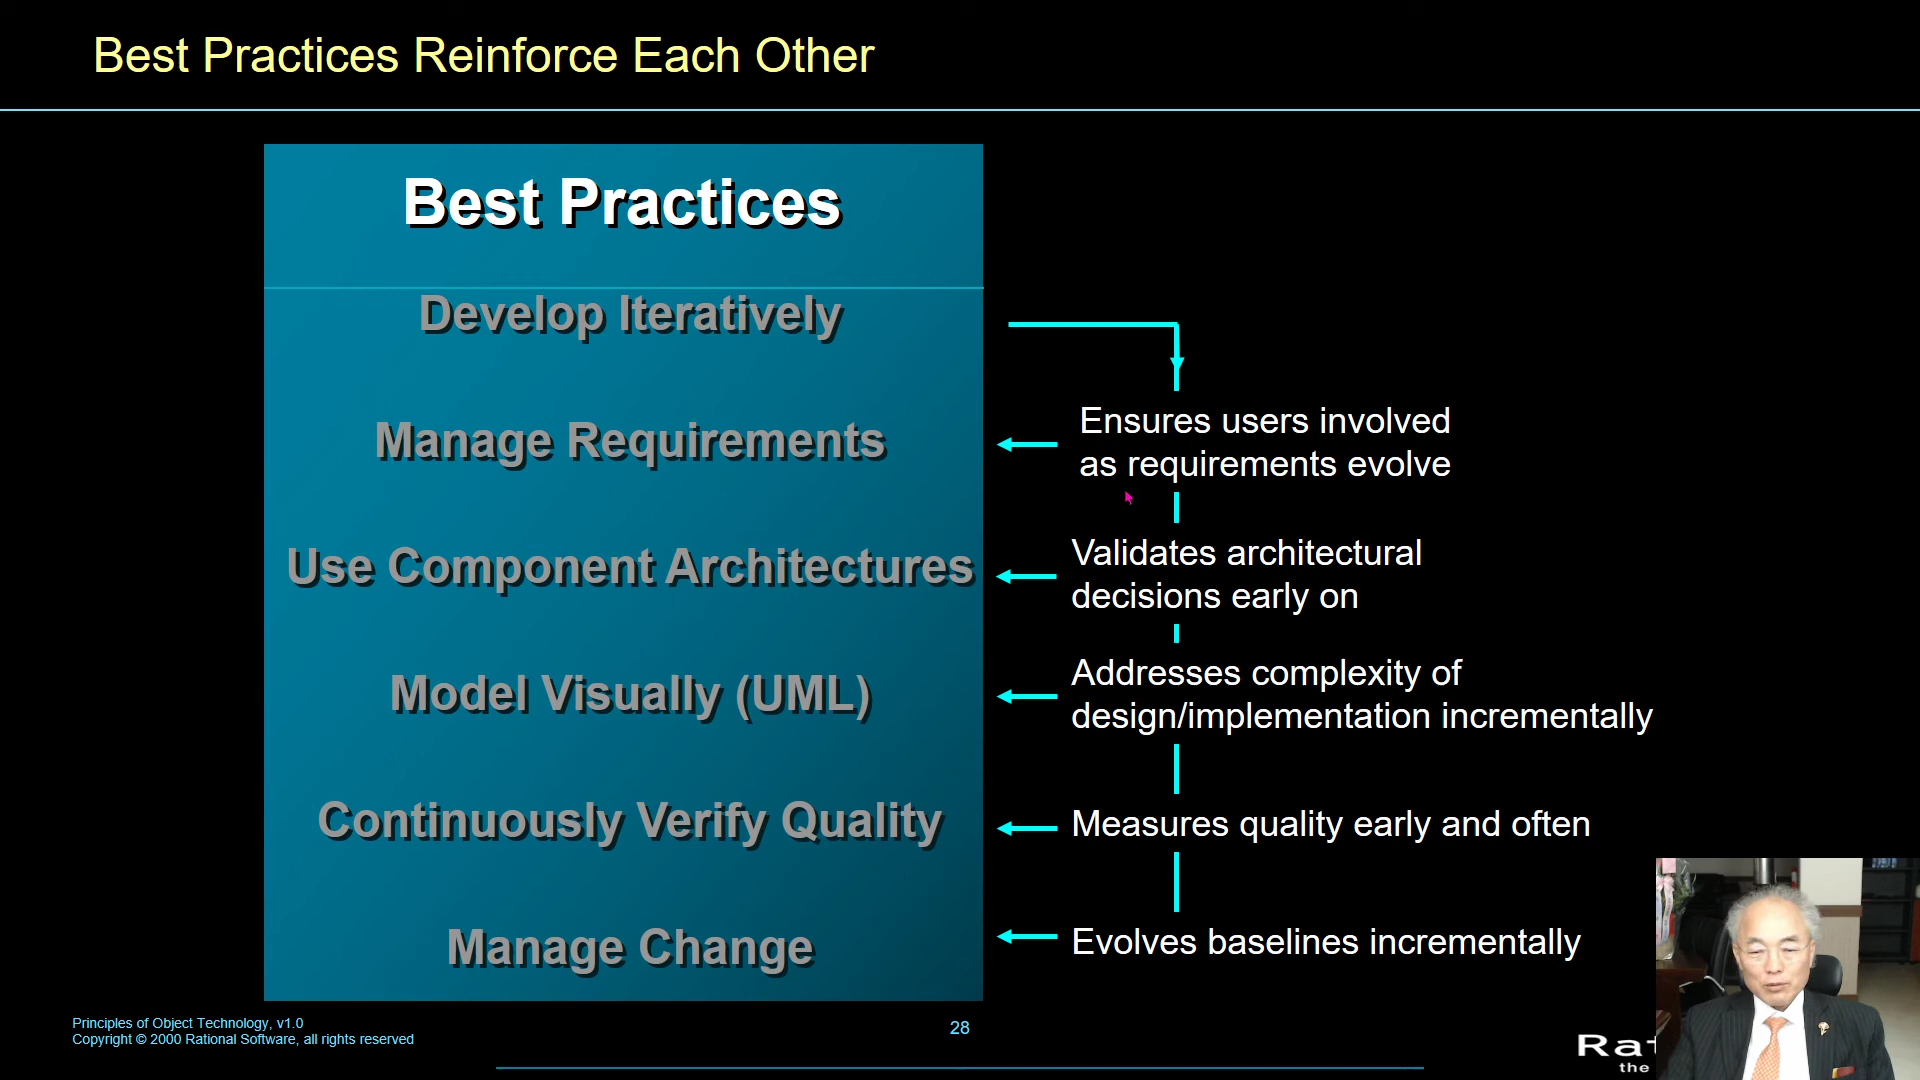 Best Practices Reinforce Each Other
Best Practices
Develop Iteratively
Manage Requirements
Use Component Architectures
Model Visually (UML)
Continuously Verify Quality
Manage Change
Ensures users involved
as requirements evolve
Validates architectural
decisions early on
Addresses complexity of
design/implementation incrementally
Measures quality early and often
Evolves baselines incrementally
Principles of Object Technology, v1.0
Copyright © 2000 Rational Software, all rights reserved
28
the